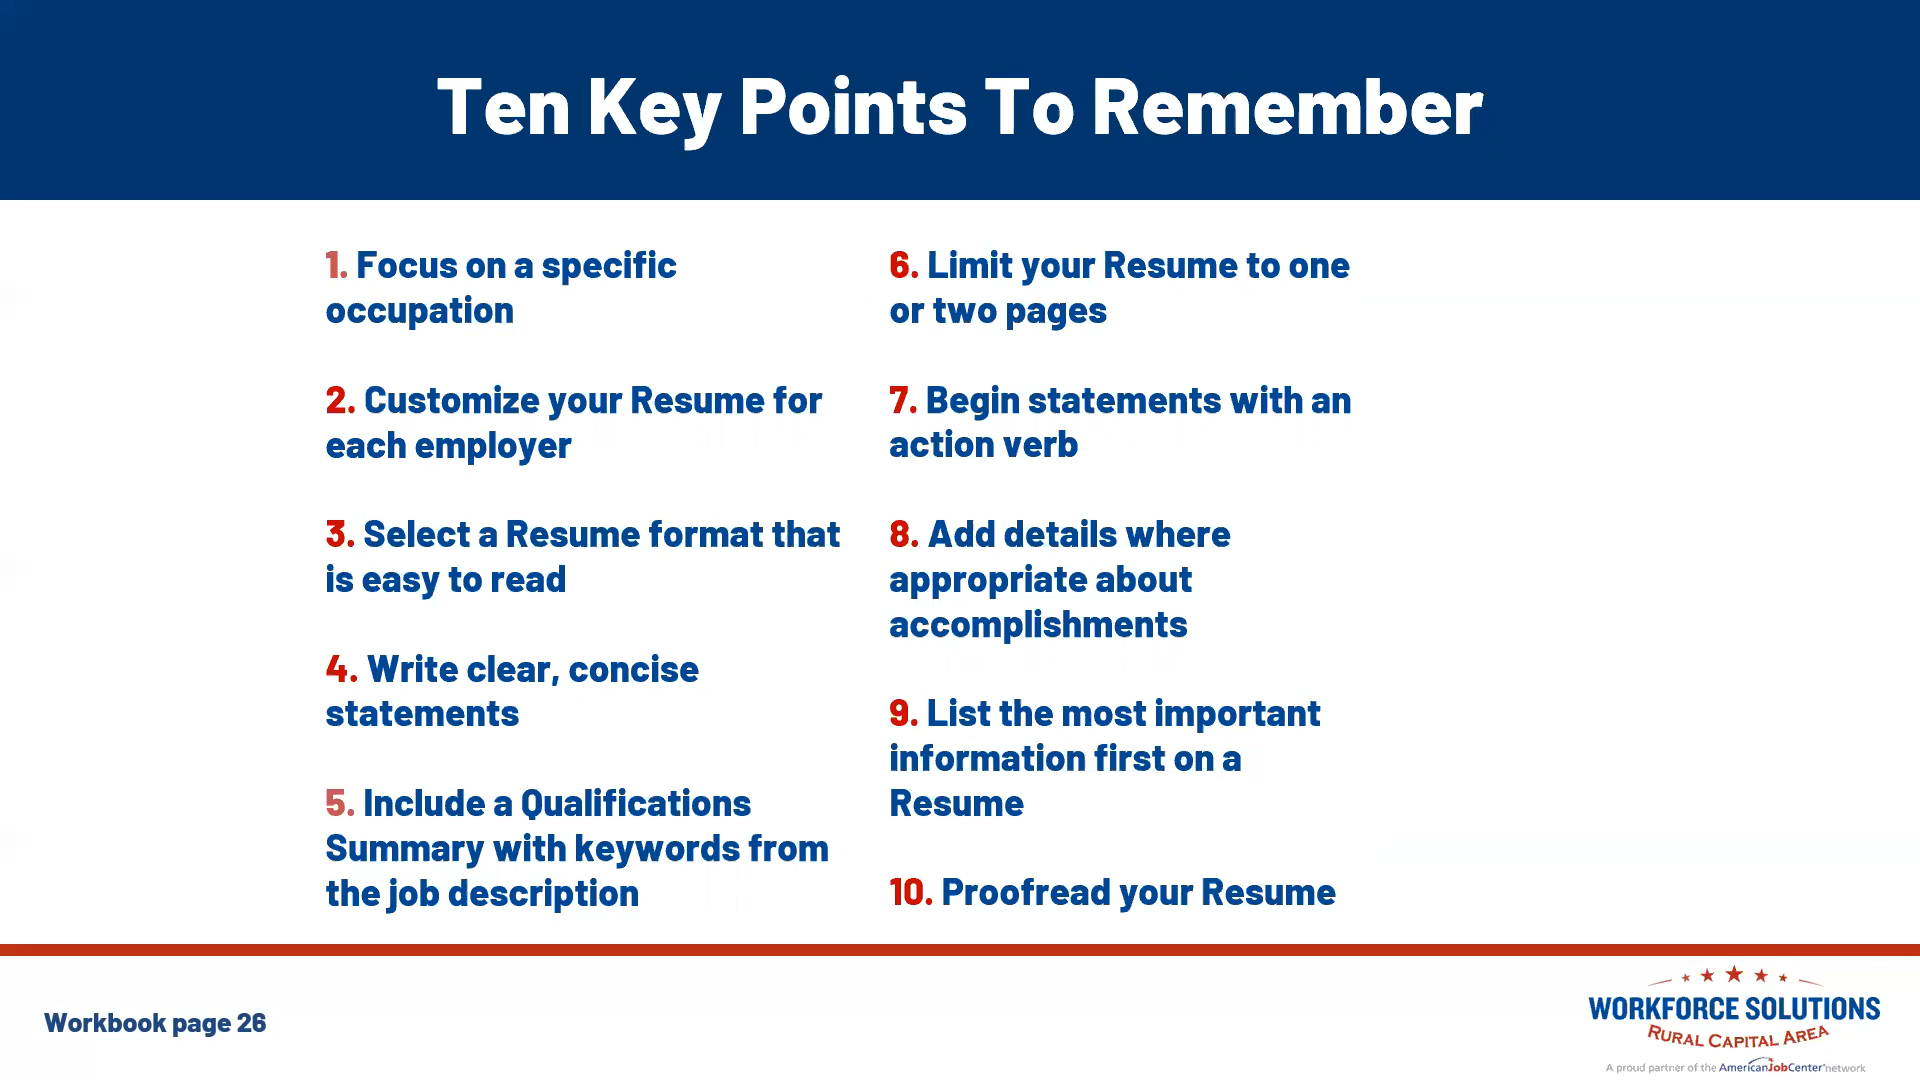 Ten Key Points To Remember
1. Focus on a specific
occupation
2. Customize your Resume for
each employer
3. Select a Resume format that
is easy to read
4. Write clear, concise
statements
5. Include a Qualifications
Summary with keywords from
the job description
6. Limit your Resume to one
or two pages
7. Begin statements with an
action verb
8. Add details where
appropriate about
accomplishments
9. List the most important
information first on a
Resume
10. Proofread your Resume
Workbook page 26
WORKFORCE SOLUTIONS
RURAL CAPITAL AREA
A proud partner of the AmericanJobCenter network